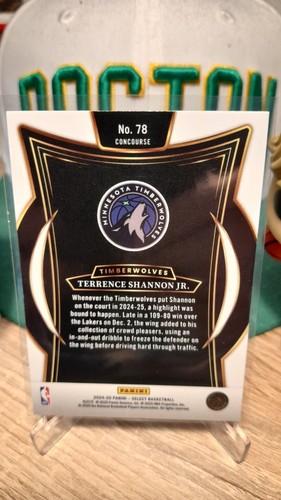 BOSTON
No. 78
CONCOURSE
MINNESOTA TIMBERWOLVES
TIMBERWOLVES
TERRENCE SHANNON JR.
Whenever the Timberwolves put Shannon
on the court in 2024-25, a highlight was
bound to happen. Late in a 109-80 win over
the Lakers on Dec. 2, the wing added to his
collection of crowd pleasers, using an
in-and-out dribble to freeze the defender on
the wing before driving hard through traffic.
PANINI
2024-25 PANINI – SELECT BASKETBALL